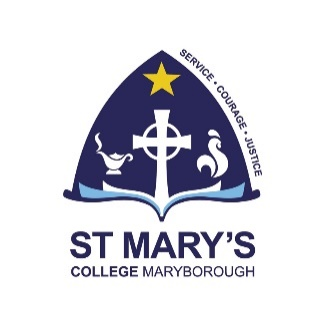 SERVICE • COURAGE • JUSTICE
ST MARY'S
COLLEGE MARYBOROUGH